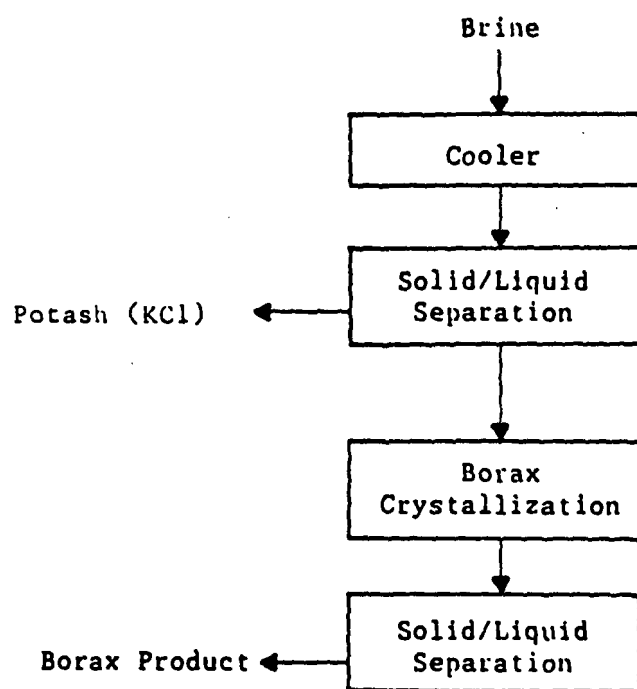 Brine
Cooler
Solid/Liquid
Separation
Potash (KCl)
Borax
Crystallization
Solid/Liquid
Separation
Borax Product